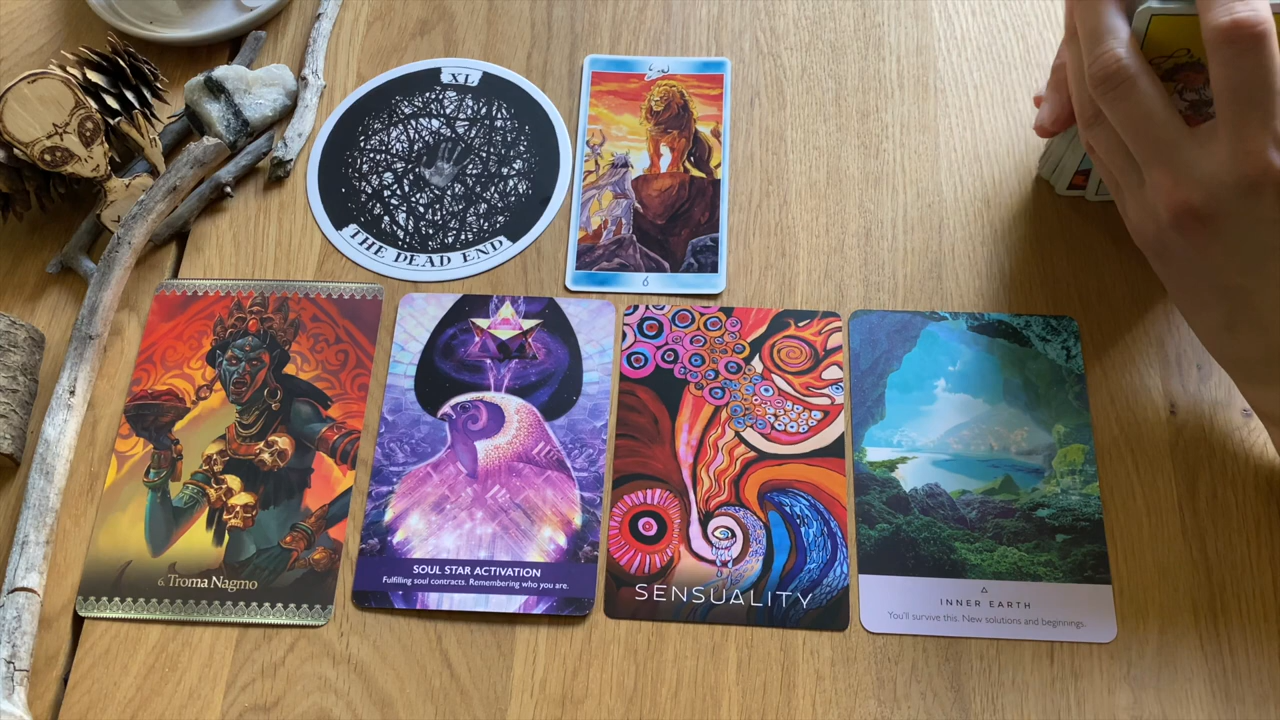 XL
THE DEAD END
6
6. Troma Nagmo
SOUL STAR ACTIVATION
Fulfilling soul contracts. Remembering who you are.
SENSUALITY
INNER EARTH
You'll survive this. New solutions and beginnings.